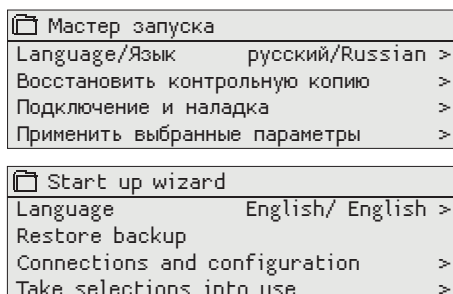 Мастер запуска
Language/Язык русский/Russian >
Восстановить контрольную копию >
Подключение и наладка >
Применить выбранные параметры >
Start up wizard
Language English/ English >
Restore backup
Connections and configuration >
Take selections into use >